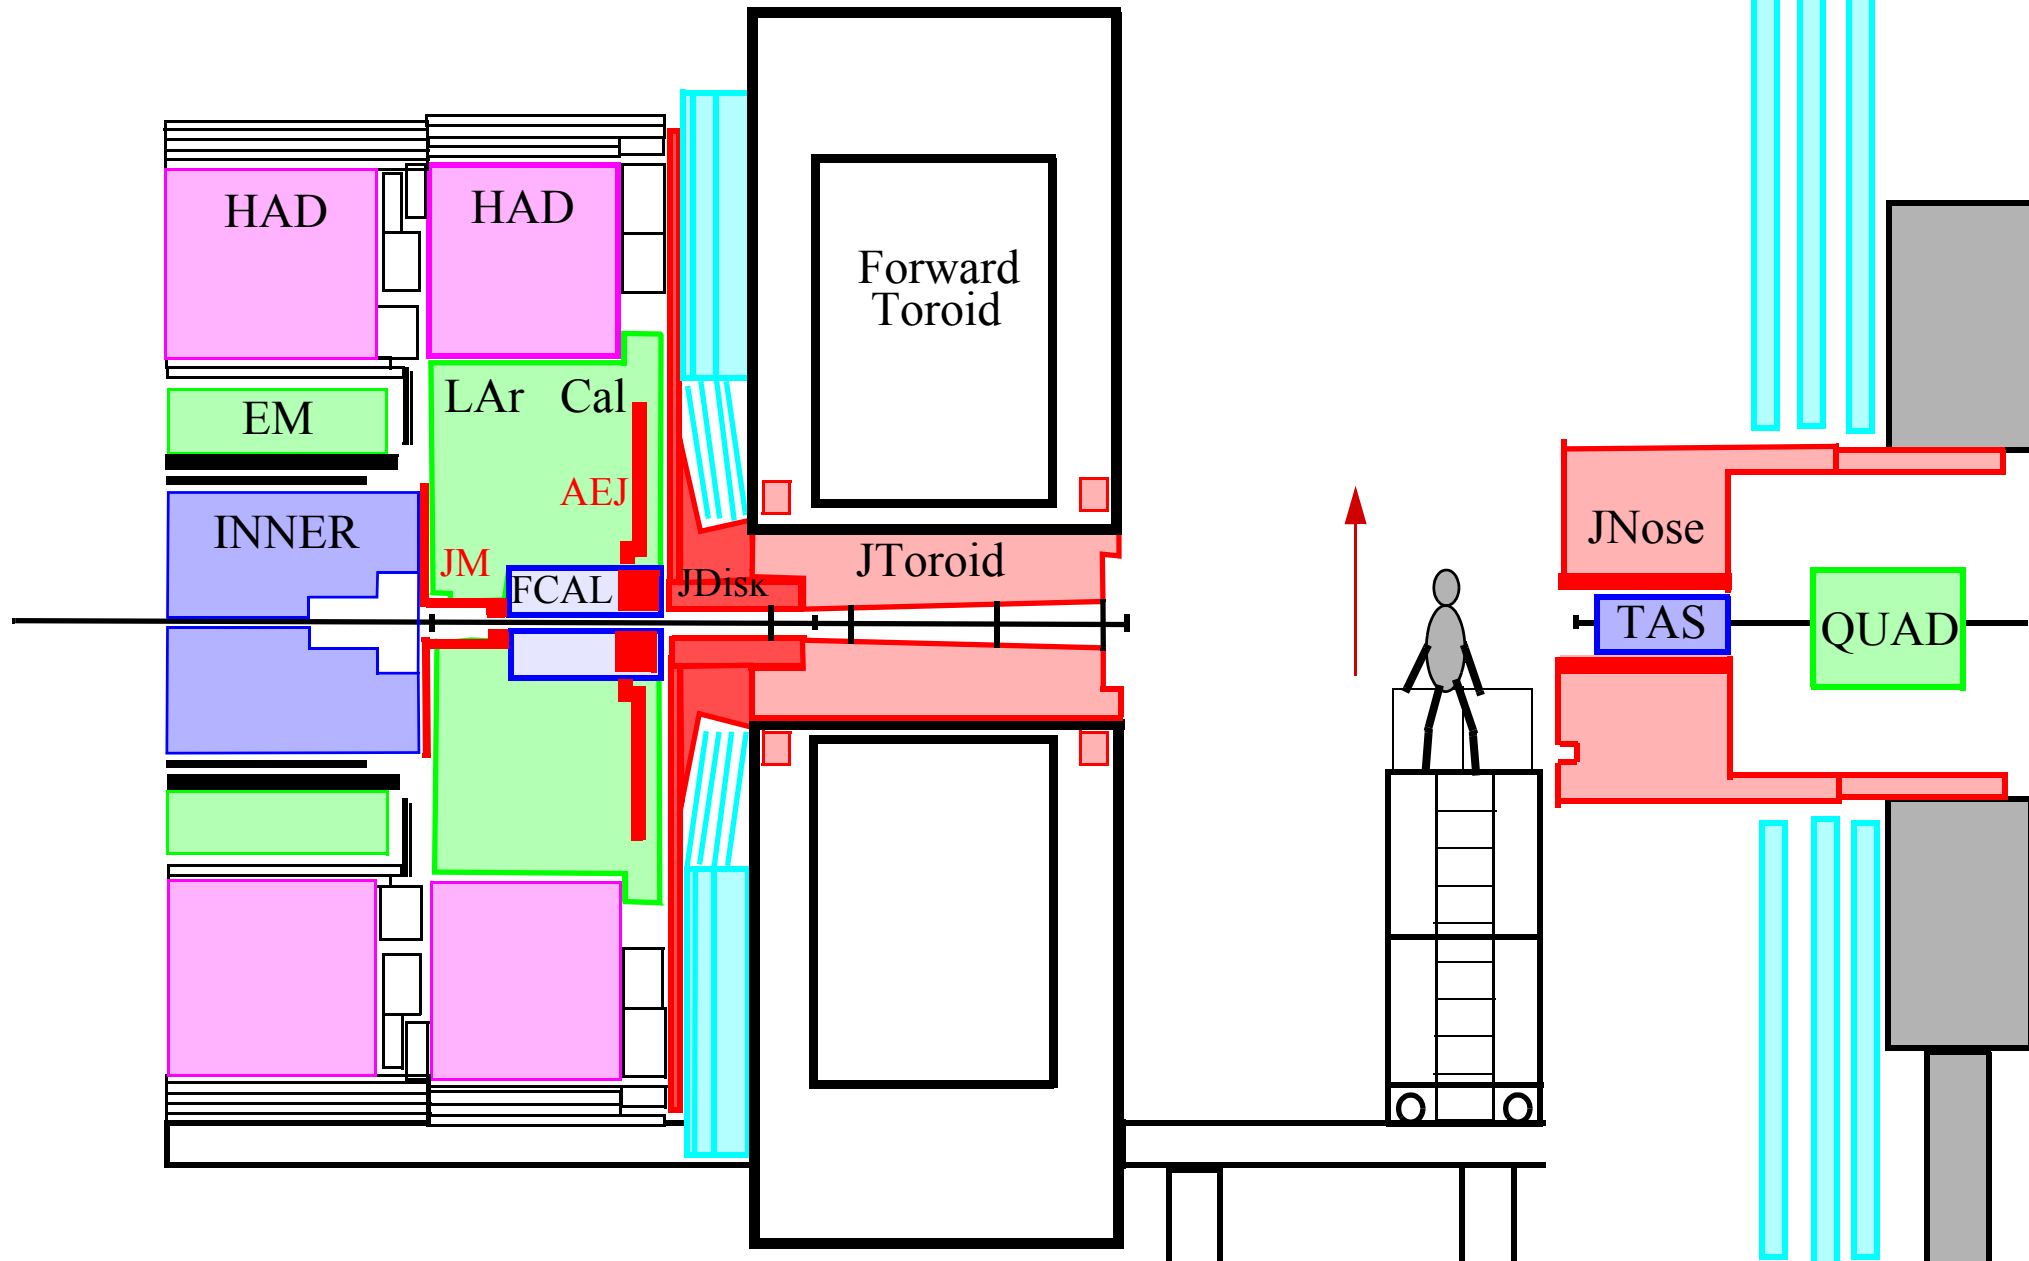 HAD
HAD
Forward
Toroid
LAr Cal
EM
AEJ
INNER
JM
FCAL
JDisk
JToroid
JNose
TAS
QUAD